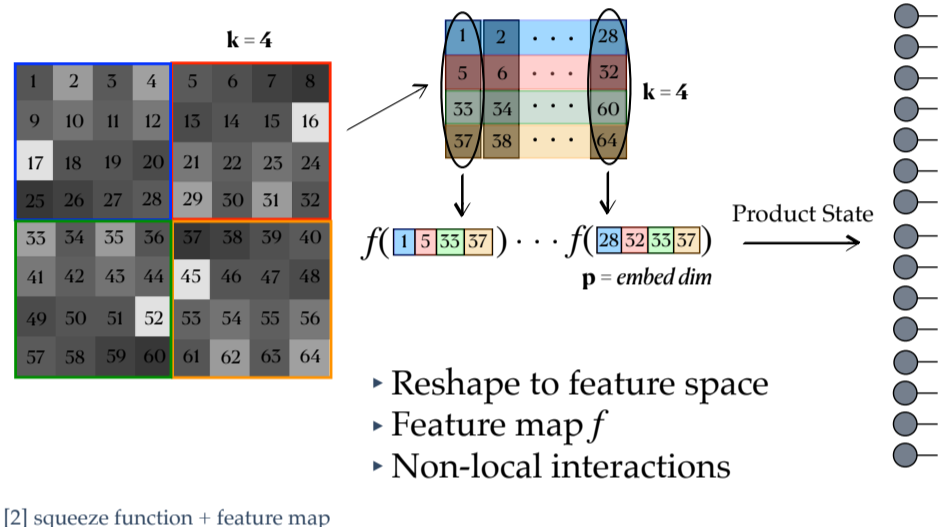 k = 4
1 2 3 4 5 6 7 8
9 10 11 12 13 14 15 16
17 18 19 20 21 22 23 24
25 26 27 28 29 30 31 32
33 34 35 36 37 38 39 40
41 42 43 44 45 46 47 48
49 50 51 52 53 54 55 56
57 58 59 60 61 62 63 64
1 2 · · · 28
5 6 · · · 32
33 34 · · · 60
37 38 · · · 64
k = 4
f( 1 5 33 37 ) · · · f( 28 32 33 37 )
p = embed dim
Product State
‣ Reshape to feature space
‣ Feature map f
‣ Non-local interactions
[2] squeeze function + feature map